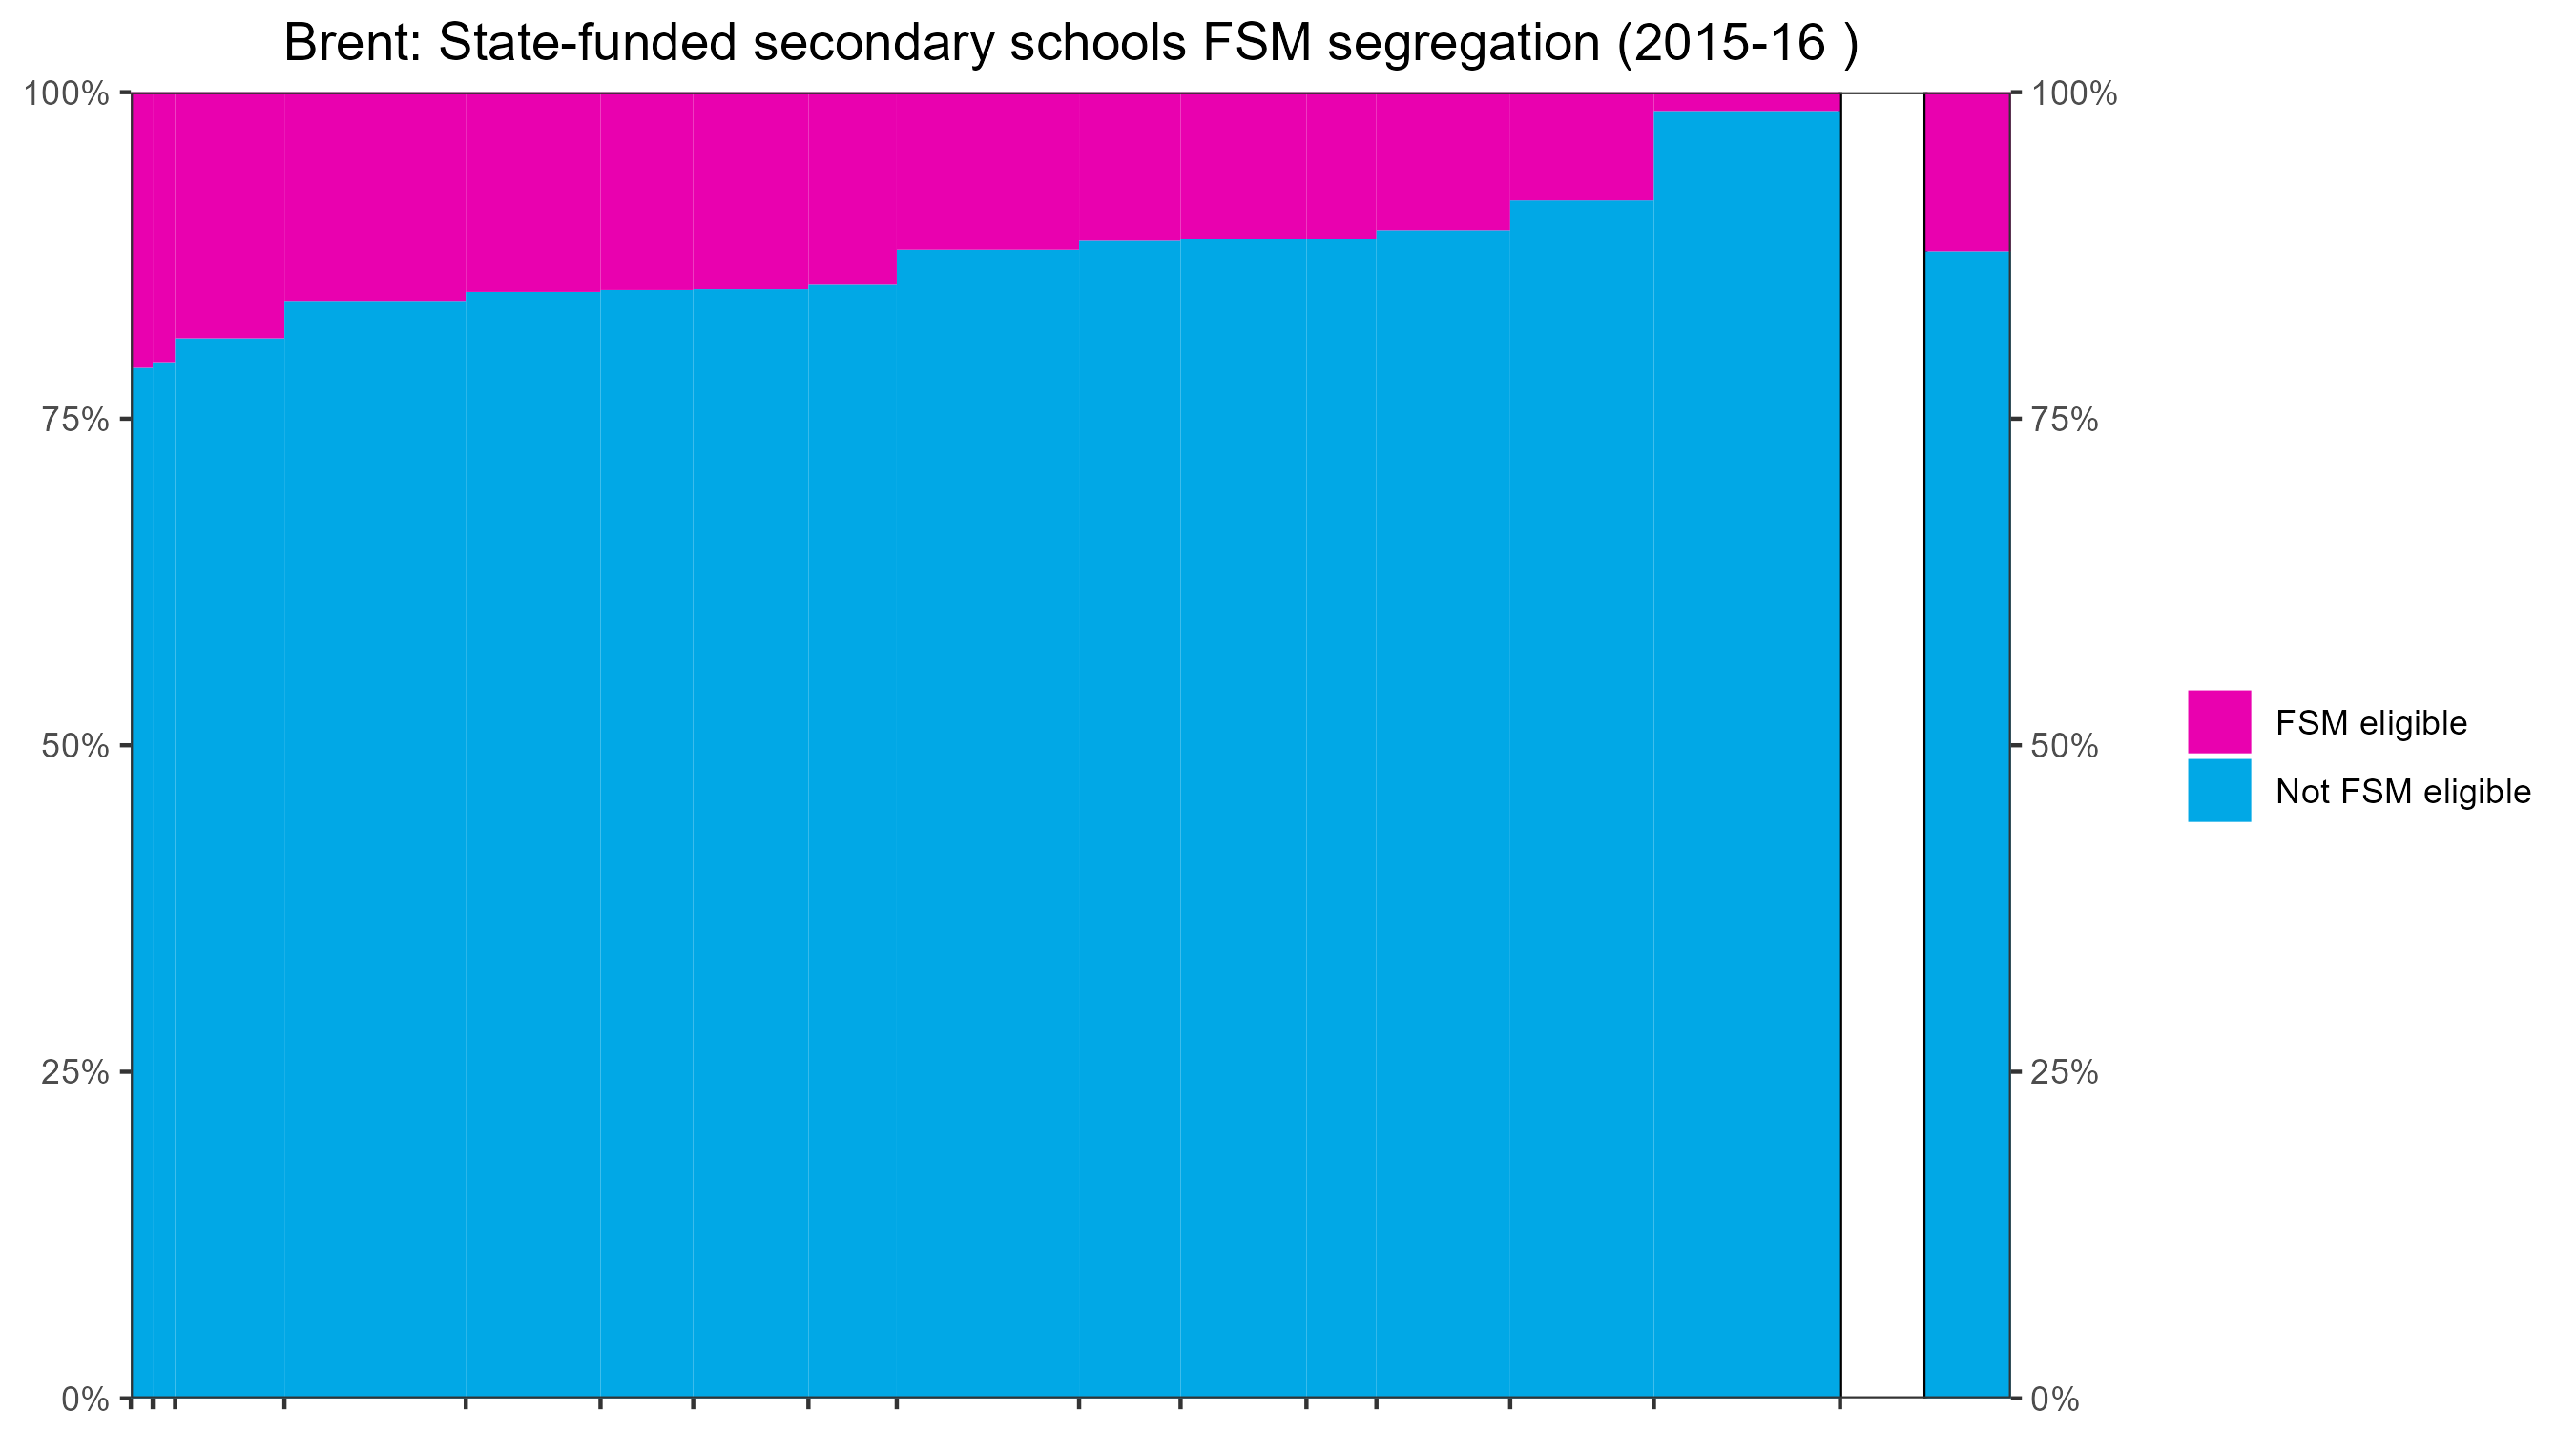 Brent: State-funded secondary schools FSM segregation (2015-16 )
100% 100%
75% 75%
50% 50%
FSM eligible
Not FSM eligible
25% 25%
0% 0%